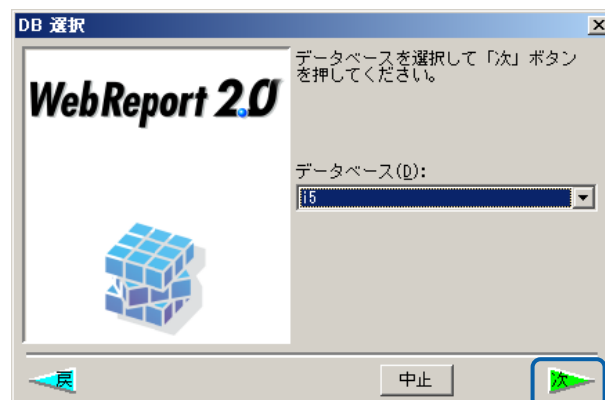 DB 選択
データベースを選択して「次」ボタン
を押してください。
WebReport 2.0
データベース(D):
i5
戻
中止
次